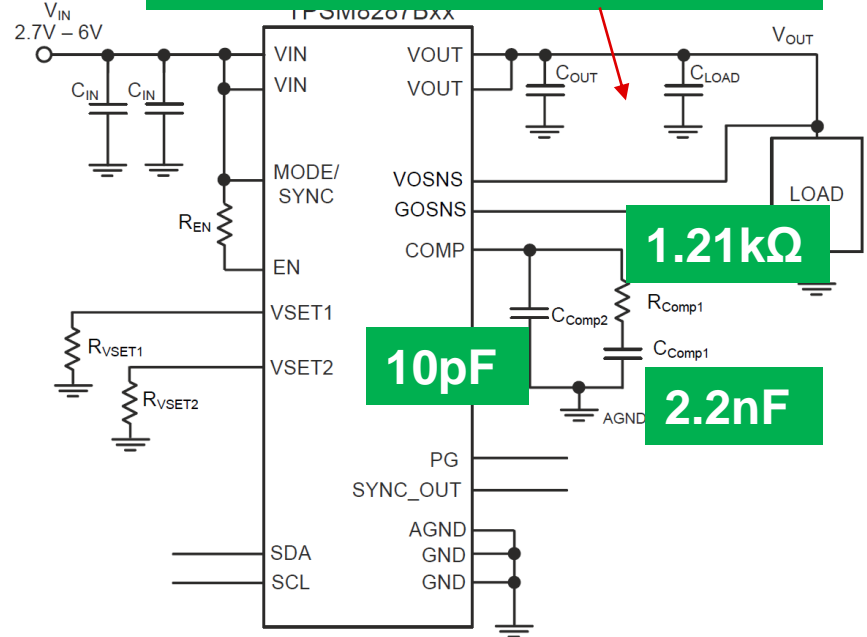 VIN
2.7V – 6V
TPSM8287Bxx
VIN
VIN
CIN
CIN
MODE/
SYNC
REN
EN
VSET1
RVSET1
VSET2
RVSET2
SDA
SCL
VOUT
VOUT
COUT
CLOAD
VOUT
VOSNS
GOSNS
LOAD
COMP
1.21kΩ
RComp1
CComp2
CComp1
10pF
2.2nF
AGND
PG
SYNC_OUT
AGND
GND
GND